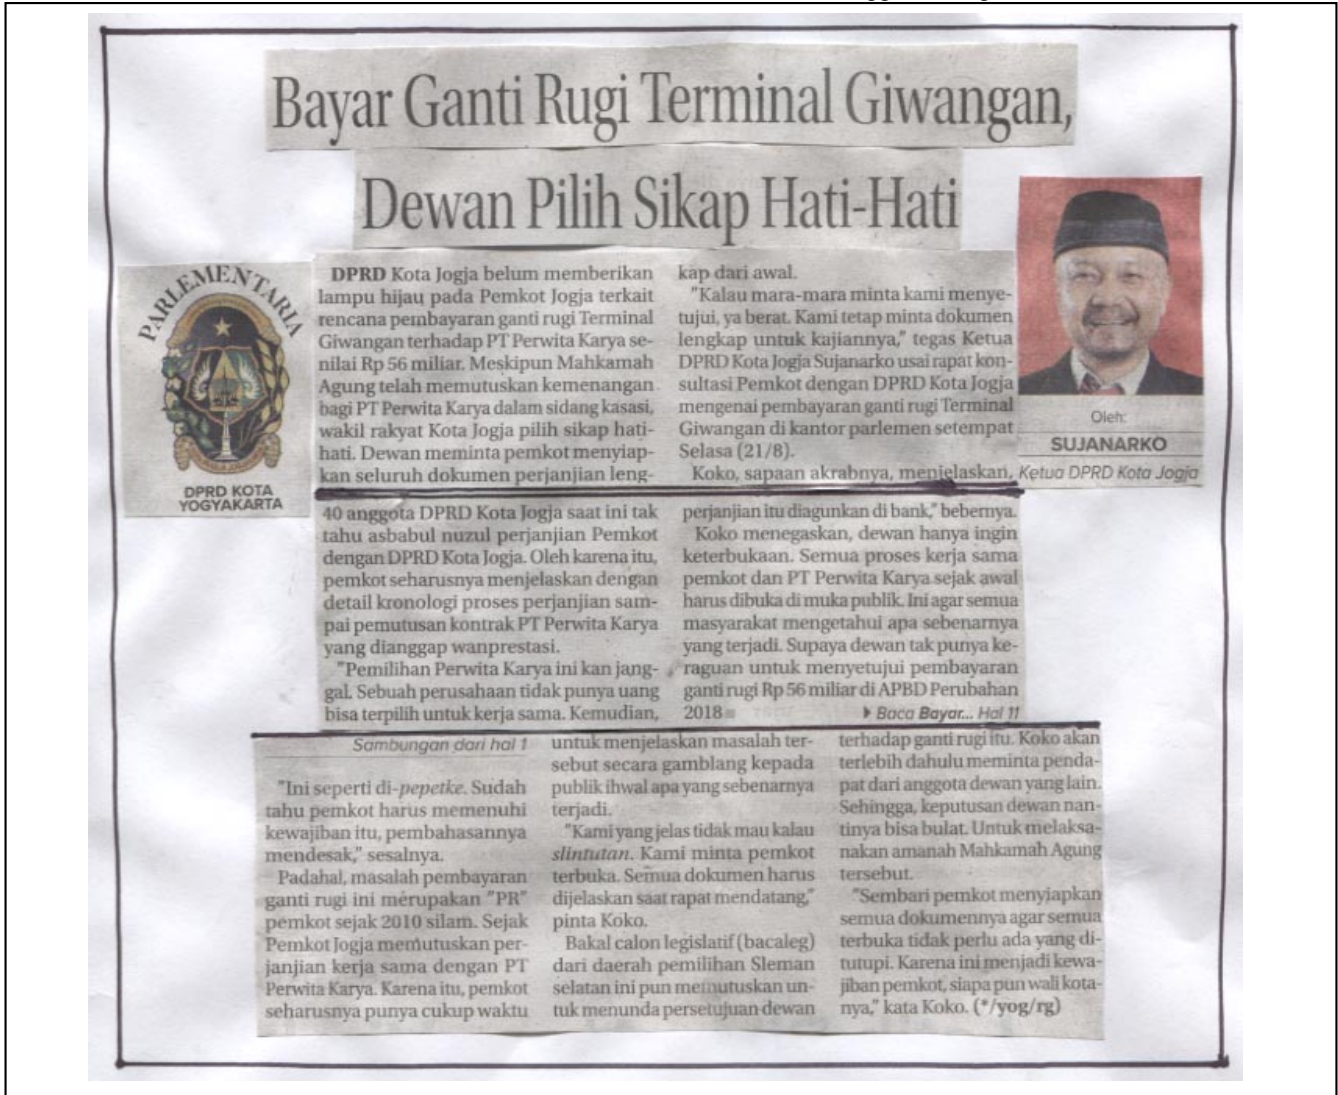 Bayar Ganti Rugi Terminal Giwangan,
Dewan Pilih Sikap Hati-Hati
PARLEMENTARIA
DPRD KOTA
YOGYAKARTA
DPRD Kota Jogja belum memberikan
lampu hijau pada Pemkot Jogja terkait
rencana pembayaran ganti rugi Terminal
Giwangan terhadap PT Perwita Karya se-
nilai Rp 56 miliar. Meskipun Mahkamah
Agung telah memutuskan kemenangan
bagi PT Perwita Karya dalam sidang kasasi,
wakil rakyat Kota Jogja pilih sikap hati-
hati. Dewan meminta pemkot menyiap-
kan seluruh dokumen perjanjian leng-
kap dari awal.
"Kalau mara-mara minta kami menye-
tujui, ya berat. Kami tetap minta dokumen
lengkap untuk kajiannya," tegas Ketua
DPRD Kota Jogja Sujanarko usai rapat kon-
sultasi Pemkot dengan DPRD Kota Jogja
mengenai pembayaran ganti rugi Terminal
Giwangan di kantor parlemen setempat
Selasa (21/8).
Koko, sapaan akrabnya, menjelaskan,
Oleh:
SUJANARKO
Ketua DPRD Kota Jogja
40 anggota DPRD Kota Jogja saat ini tak
tahu asbabul nuzul perjanjian Pemkot
dengan DPRD Kota Jogja. Oleh karena itu,
pemkot seharusnya menjelaskan dengan
detail kronologi proses perjanjian sam-
pai pemutusan kontrak PT Perwita Karya
yang dianggap wanprestasi.
"Pemilihan Perwita Karya ini kan jang-
gal. Sebuah perusahaan tidak punya uang
bisa terpilih untuk kerja sama. Kemudian,
perjanjian itu diagunkan di bank," bebernya.
Koko menegaskan, dewan hanya ingin
keterbukaan. Semua proses kerja sama
pemkot dan PT Perwita Karya sejak awal
harus dibuka di muka publik. Ini agar semua
masyarakat mengetahui apa sebenarnya
yang terjadi. Supaya dewan tak punya ke-
raguan untuk menyetujui pembayaran
ganti rugi Rp 56 miliar di APBD Perubahan
2018
Baca Bayar... Hal 11
Sambungan dari hal 1
"Ini seperti di-pepetke. Sudah
tahu pemkot harus memenuhi
kewajiban itu, pembahasannya
mendesak," sesalnya.
Padahal, masalah pembayaran
ganti rugi ini merupakan "PR"
pemkot sejak 2010 silam. Sejak
Pemkot Jogja memutuskan per-
janjian kerja sama dengan PT
Perwita Karya. Karena itu, pemkot
seharusnya punya cukup waktu
untuk menjelaskan masalah ter-
sebut secara gamblang kepada
publik ihwal apa yang sebenarnya
terjadi.
"Kami yang jelas tidak mau kalau
slintutan. Kami minta pemkot
terbuka. Semua dokumen harus
dijelaskan saat rapat mendatang,"
pinta Koko.
Bakal calon legislatif (bacaleg)
dari daerah pemilihan Sleman
selatan ini pun memutuskan un-
tuk menunda persetujuan dewan
terhadap ganti rugi itu. Koko akan
terlebih dahulu meminta penda-
pat dari anggota dewan yang lain.
Sehingga, keputusan dewan nan-
tinya bisa bulat. Untuk melaksa-
nakan amanah Mahkamah Agung
tersebut.
"Sembari pemkot menyiapkan
semua dokumennya agar semua
terbuka tidak perlu ada yang di-
tutupi. Karena ini menjadi kewa-
jiban pemkot, siapa pun wali kota-
nya," kata Koko. (*/yog/rg)